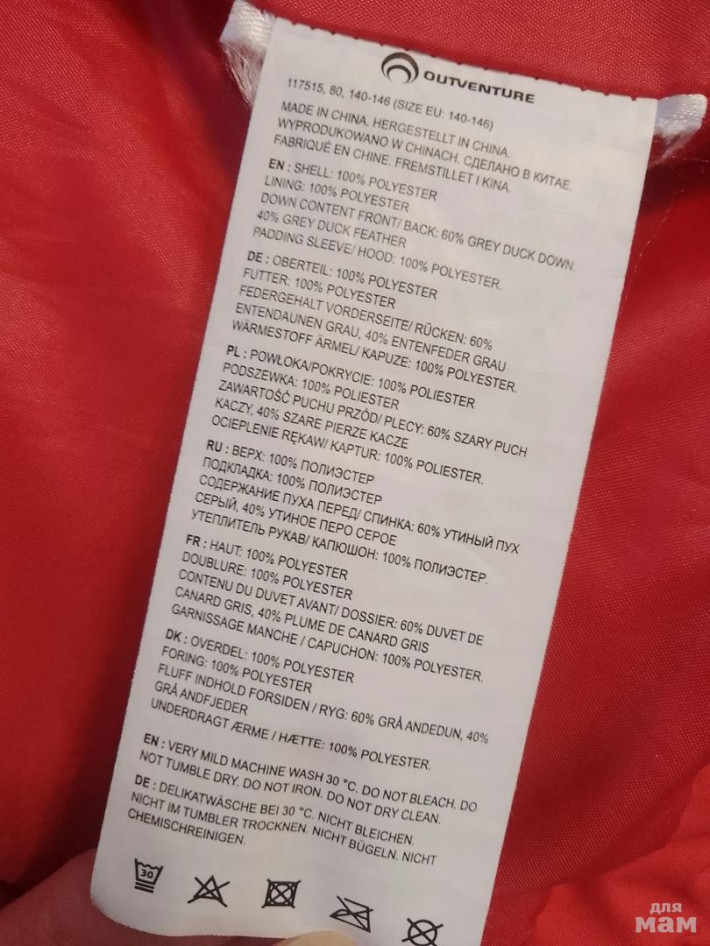 OUTVENTURE
117515, 80, 140-146 (SIZE EU: 140-146)
MADE IN CHINA. HERGESTELLT IN CHINA.
WYPRODUKOWANO W CHINACH. СДЕЛАНО В КИТАЕ.
FABRIQUÉ EN CHINE. FREMSTILLET I KINA.
EN : SHELL: 100% POLYESTER
LINING: 100% POLYESTER
DOWN CONTENT FRONT/ BACK: 60% GREY DUCK DOWN,
40% GREY DUCK FEATHER
PADDING SLEEVE/ HOOD: 100% POLYESTER.
DE : OBERTEIL: 100% POLYESTER
FUTTER: 100% POLYESTER
FEDERGEHALT VORDERSEITE/ RÜCKEN: 60%
ENTENDAUNEN GRAU, 40% ENTENFEDER GRAU
WÄRMESTOFF ÄRMEL/ KAPUZE: 100% POLYESTER.
PL : POWŁOKA/POKRYCIE: 100% POLIESTER
PODSZEWKA: 100% POLIESTER
ZAWARTOŚĆ PUCHU PRZÓD/ PLECY: 60% SZARY PUCH
KACZY, 40% SZARE PIERZE KACZE
OCIEPLENIE RĘKAW/ KAPTUR: 100% POLIESTER.
RU : ВЕРХ: 100% ПОЛИЭСТЕР
ПОДКЛАДКА: 100% ПОЛИЭСТЕР
СОДЕРЖАНИЕ ПУХА ПЕРЕД/ СПИНКА: 60% УТИНЫЙ ПУХ
СЕРЫЙ, 40% УТИНОЕ ПЕРО СЕРОЕ
УТЕПЛИТЕЛЬ РУКАВ/ КАПЮШОН: 100% ПОЛИЭСТЕР.
FR : HAUT: 100% POLYESTER
DOUBLURE: 100% POLYESTER
CONTENU DU DUVET AVANT/ DOSSIER: 60% DUVET DE
CANARD GRIS, 40% PLUME DE CANARD GRIS
GARNISSAGE MANCHE / CAPUCHON: 100% POLYESTER.
DK : OVERDEL: 100% POLYESTER
FORING: 100% POLYESTER
FLUFF INDHOLD FORSIDEN / RYG: 60% GRÅ ANDEDUN, 40%
GRÅ ANDFJEDER
UNDERDRAGT ÆRME / HÆTTE: 100% POLYESTER.
EN : VERY MILD MACHINE WASH 30 °C. DO NOT BLEACH. DO
NOT TUMBLE DRY. DO NOT IRON. DO NOT DRY CLEAN.
DE : DELIKATWÄSCHE BEI 30 °C. NICHT BLEICHEN.
NICHT IM TUMBLER TROCKNEN. NICHT BÜGELN. NICHT
CHEMISCHREINIGEN.
30
для
мам